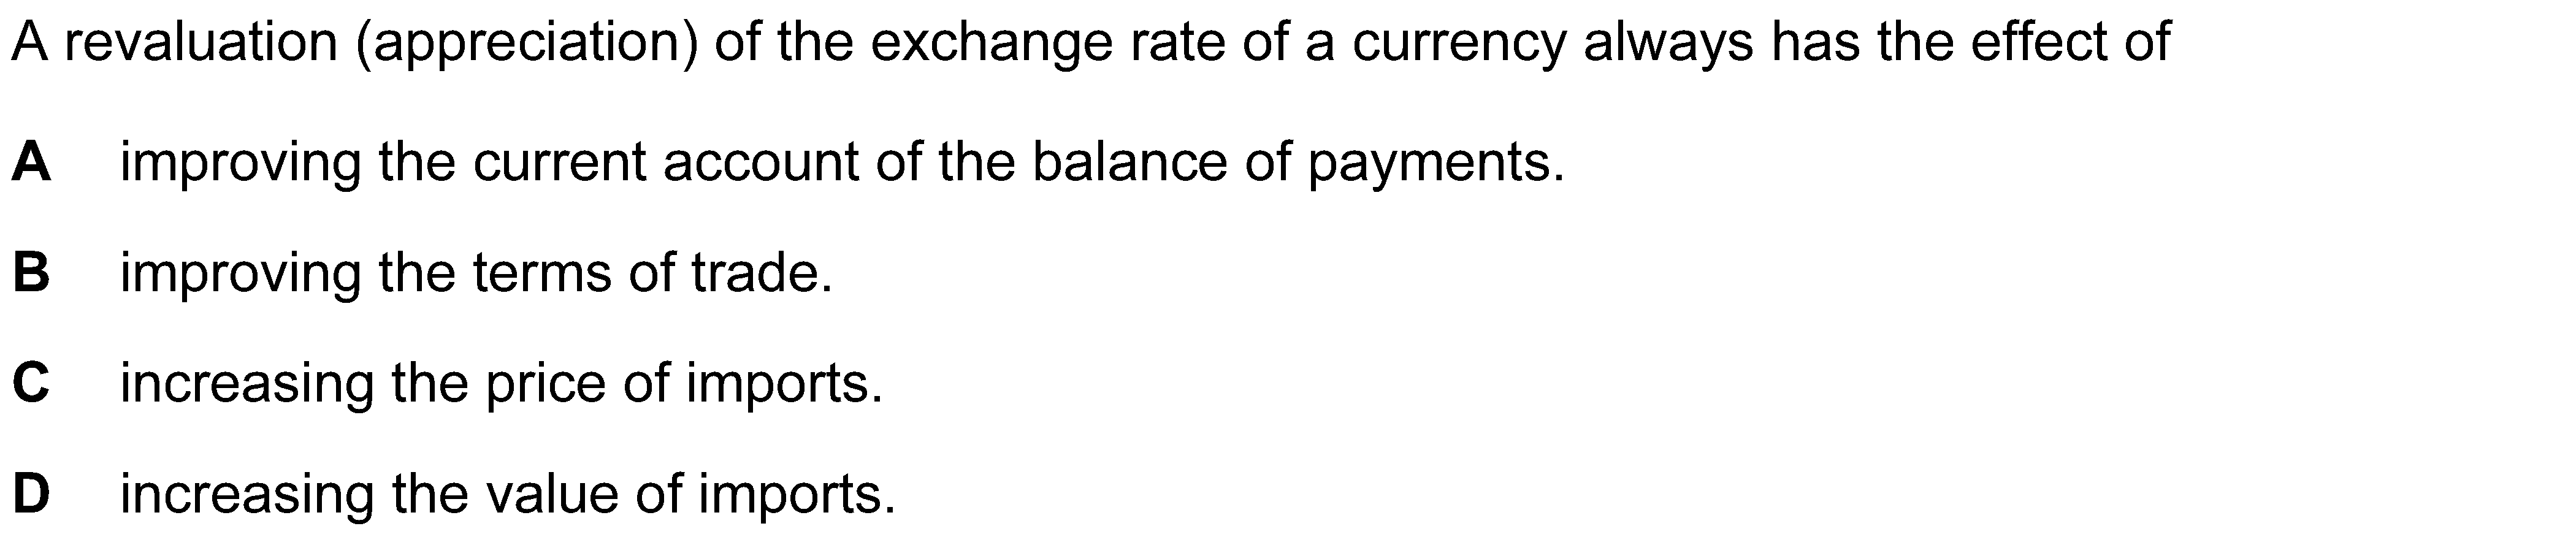 A revaluation (appreciation) of the exchange rate of a currency always has the effect of
A improving the current account of the balance of payments.
B improving the terms of trade.
C increasing the price of imports.
D increasing the value of imports.